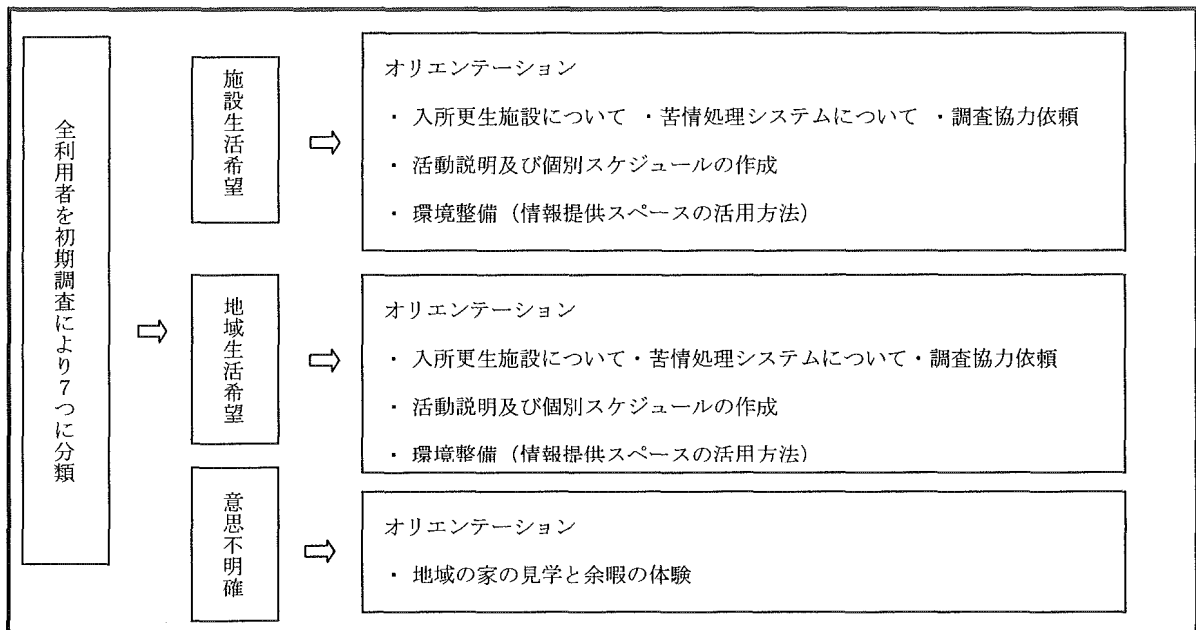 全利用者を初期調査により7つに分類
施設生活希望
オリエンテーション
・ 入所更生施設について ・苦情処理システムについて ・調査協力依頼
・ 活動説明及び個別スケジュールの作成
・ 環境整備（情報提供スペースの活用方法）
地域生活希望
オリエンテーション
・ 入所更生施設について・苦情処理システムについて・調査協力依頼
・ 活動説明及び個別スケジュールの作成
・ 環境整備（情報提供スペースの活用方法）
意思不明確
オリエンテーション
・ 地域の家の見学と余暇の体験